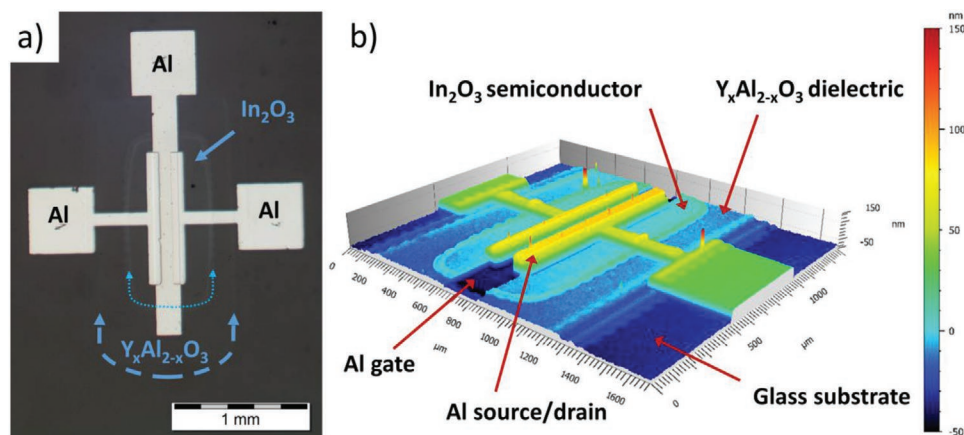 a)
Al
In₂O₃
Al
Al
YₓAl₂₋ₓO₃
1 mm
b)
In₂O₃ semiconductor
YₓAl₂₋ₓO₃ dielectric
Al gate
Al source/drain
Glass substrate
150
nm
-50
0
200
400
600
800
1000
1200
1400
1600
µm
0
500
1000
µm
nm
150
100
50
0
-50